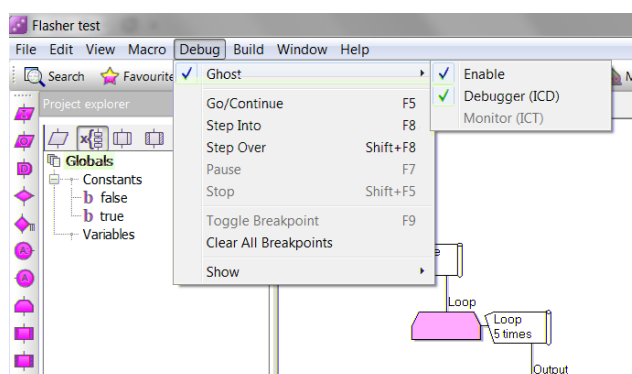 Flasher test
File Edit View Macro Debug Build Window Help
Search Favourite
Ghost
Enable
Debugger (ICD)
Monitor (ICT)
Project explorer
Go/Continue F5
Step Into F8
Step Over Shift+F8
Pause F7
Stop Shift+F5
Toggle Breakpoint F9
Clear All Breakpoints
Show
Globals
Constants
false
true
Variables
Loop
Loop
5 times
Output